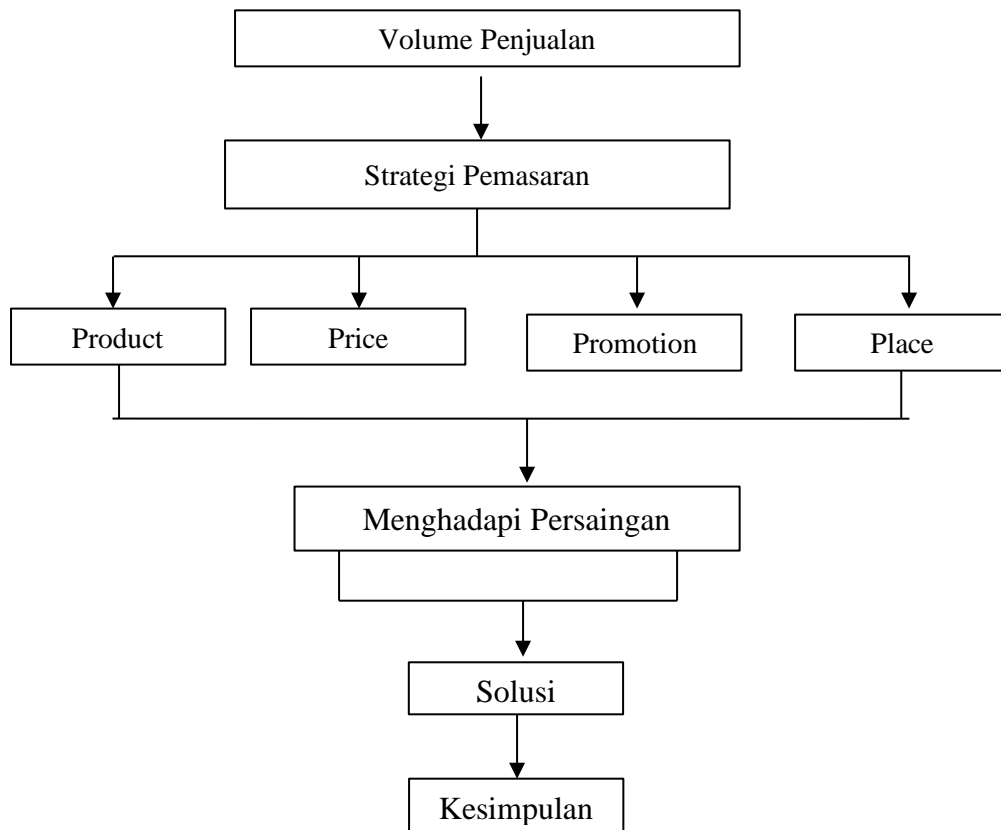 Volume Penjualan
Strategi Pemasaran
Product
Price
Promotion
Place
Menghadapi Persaingan
Solusi
Kesimpulan